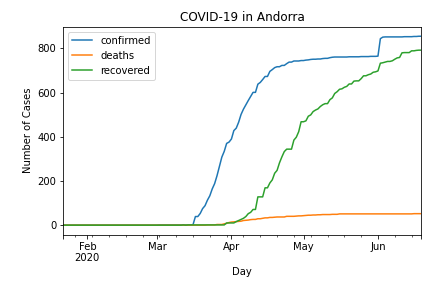 COVID-19 in Andorra
confirmed
deaths
recovered
Number of Cases
800
600
400
200
0
Feb
2020
Mar
Apr
May
Jun
Day